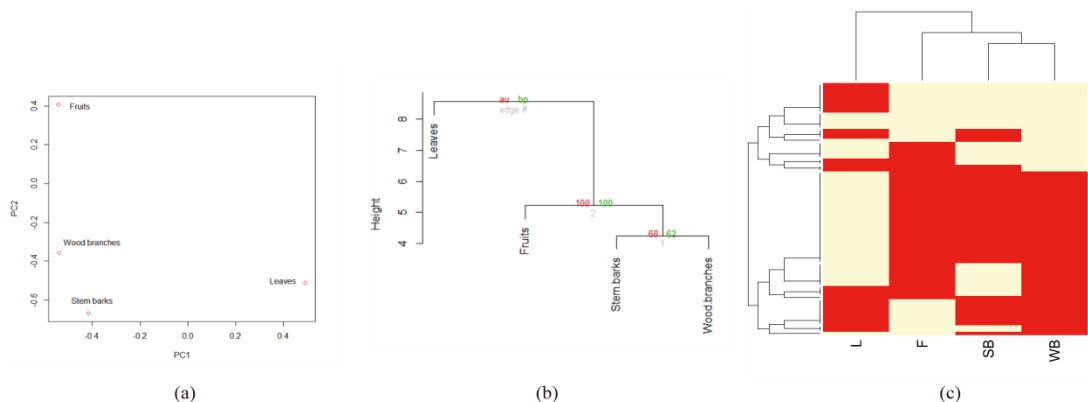 PC2
0.4
0.2
0.0
-0.2
-0.4
-0.6
Fruits
Wood branches
Stem barks
Leaves
-0.4
-0.2
0.0
0.2
0.4
PC1
(a)
Height
8
7
6
5
4
au bp
edge #
Leaves
100 100
2
Fruits
68 62
1
Stem.barks
Wood.branches
(b)
L
F
SB
WB
(c)